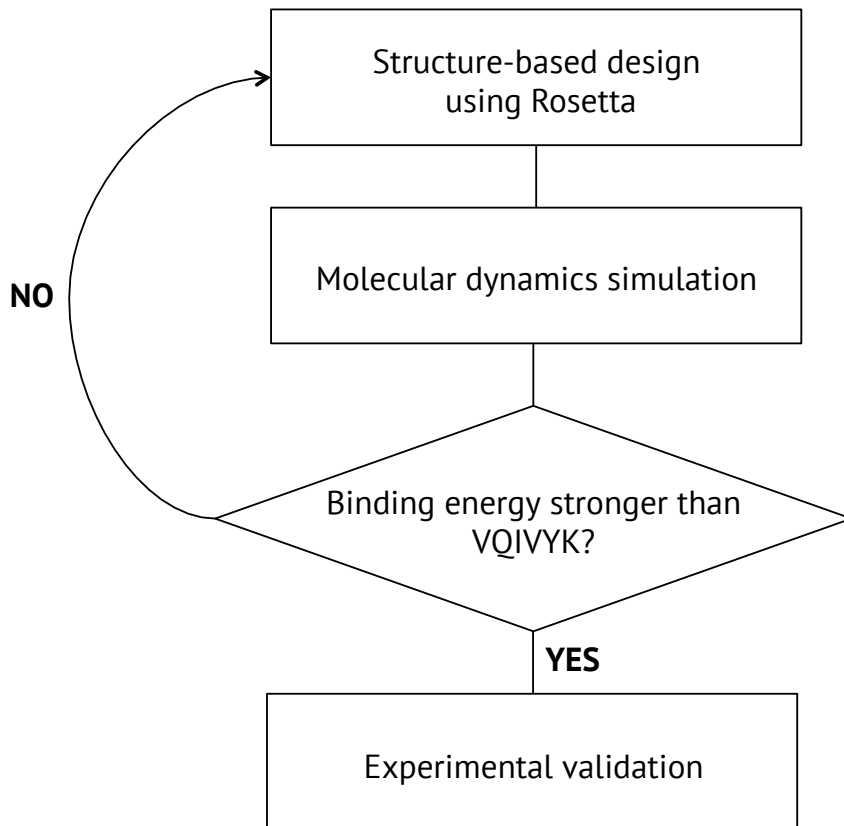 Structure-based design
using Rosetta
Molecular dynamics simulation
NO
Binding energy stronger than
VQIVYK?
YES
Experimental validation